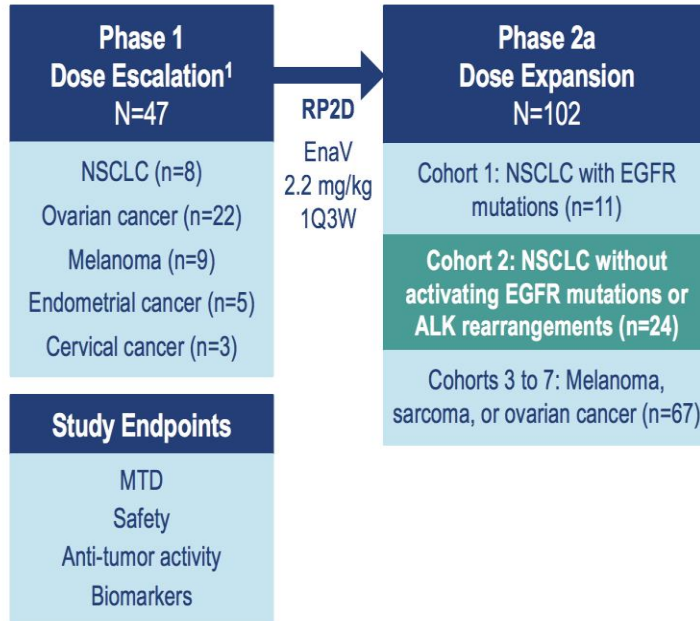 Phase 1
Dose Escalation¹
N=47
NSCLC (n=8)
Ovarian cancer (n=22)
Melanoma (n=9)
Endometrial cancer (n=5)
Cervical cancer (n=3)
RP2D
EnaV
2.2 mg/kg
1Q3W
Phase 2a
Dose Expansion
N=102
Cohort 1: NSCLC with EGFR
mutations (n=11)
Cohort 2: NSCLC without
activating EGFR mutations or
ALK rearrangements (n=24)
Cohorts 3 to 7: Melanoma,
sarcoma, or ovarian cancer (n=67)
Study Endpoints
MTD
Safety
Anti-tumor activity
Biomarkers